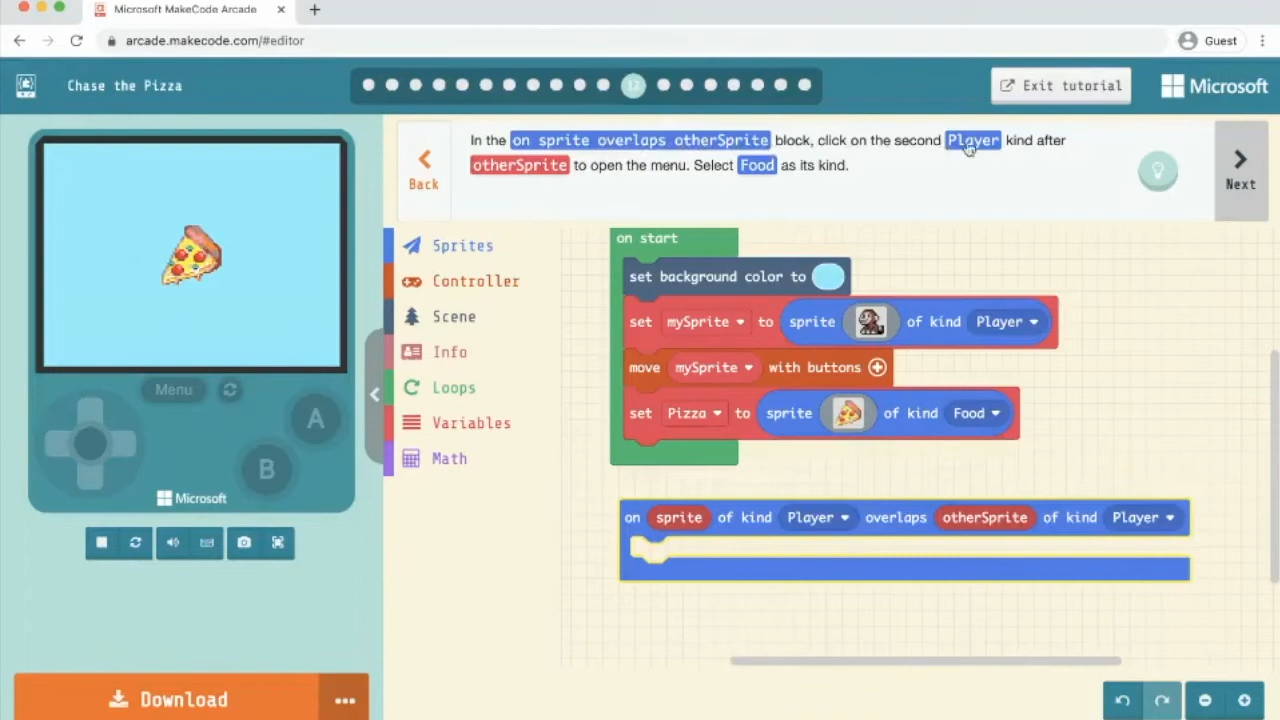 Microsoft MakeCode Arcade
arcade.makecode.com/#editor
Guest
Chase the Pizza
12
Exit tutorial
Microsoft
In the on sprite overlaps otherSprite block, click on the second Player kind after
otherSprite to open the menu. Select Food as its kind.
Back
Next
Menu
A
B
Microsoft
Download
Sprites
Controller
Scene
Info
Loops
Variables
Math
on start
set background color to
set mySprite to sprite of kind Player
move mySprite with buttons
set Pizza to sprite of kind Food
on sprite of kind Player overlaps otherSprite of kind Player